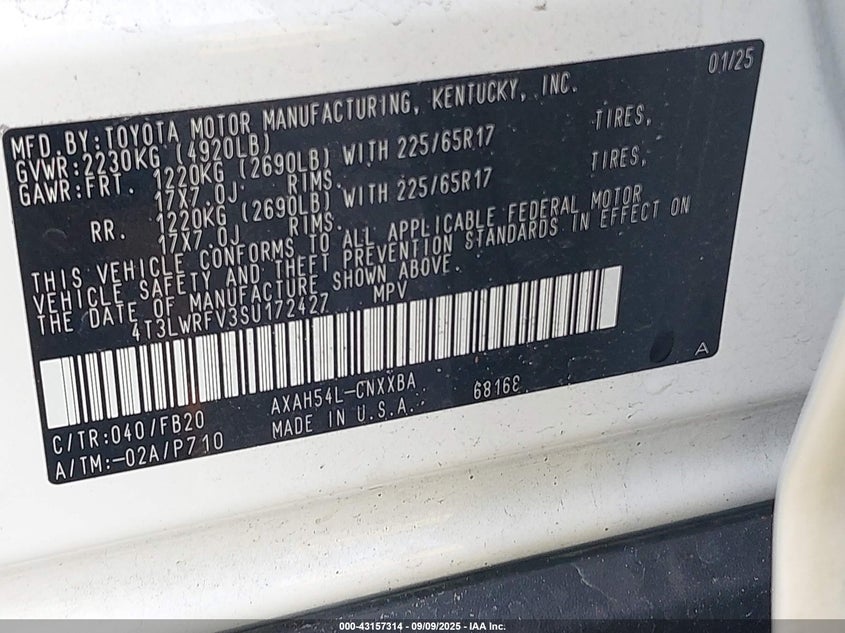 01/25
MFD.BY:TOYOTA MOTOR MANUFACTURING, KENTUCKY, INC.
GVWR:2230KG (4920LB)
GAWR:FRT. 1220KG (2690LB) WITH 225/65R17 TIRES,
17X7.0J RIMS.
RR. 1220KG (2690LB) WITH 225/65R17 TIRES,
17X7.0J RIMS.
THIS VEHICLE CONFORMS TO ALL APPLICABLE FEDERAL MOTOR
VEHICLE SAFETY AND THEFT PREVENTION STANDARDS IN EFFECT ON
THE DATE OF MANUFACTURE SHOWN ABOVE.
4T3LWRFV3SU172427 MPV
A
C/TR:040/FB20 AXAH54L-CNXXBA 68168
A/TM:-02A/P710 MADE IN U.S.A.
000-43157314 - 09/09/2025 - IAA Inc.